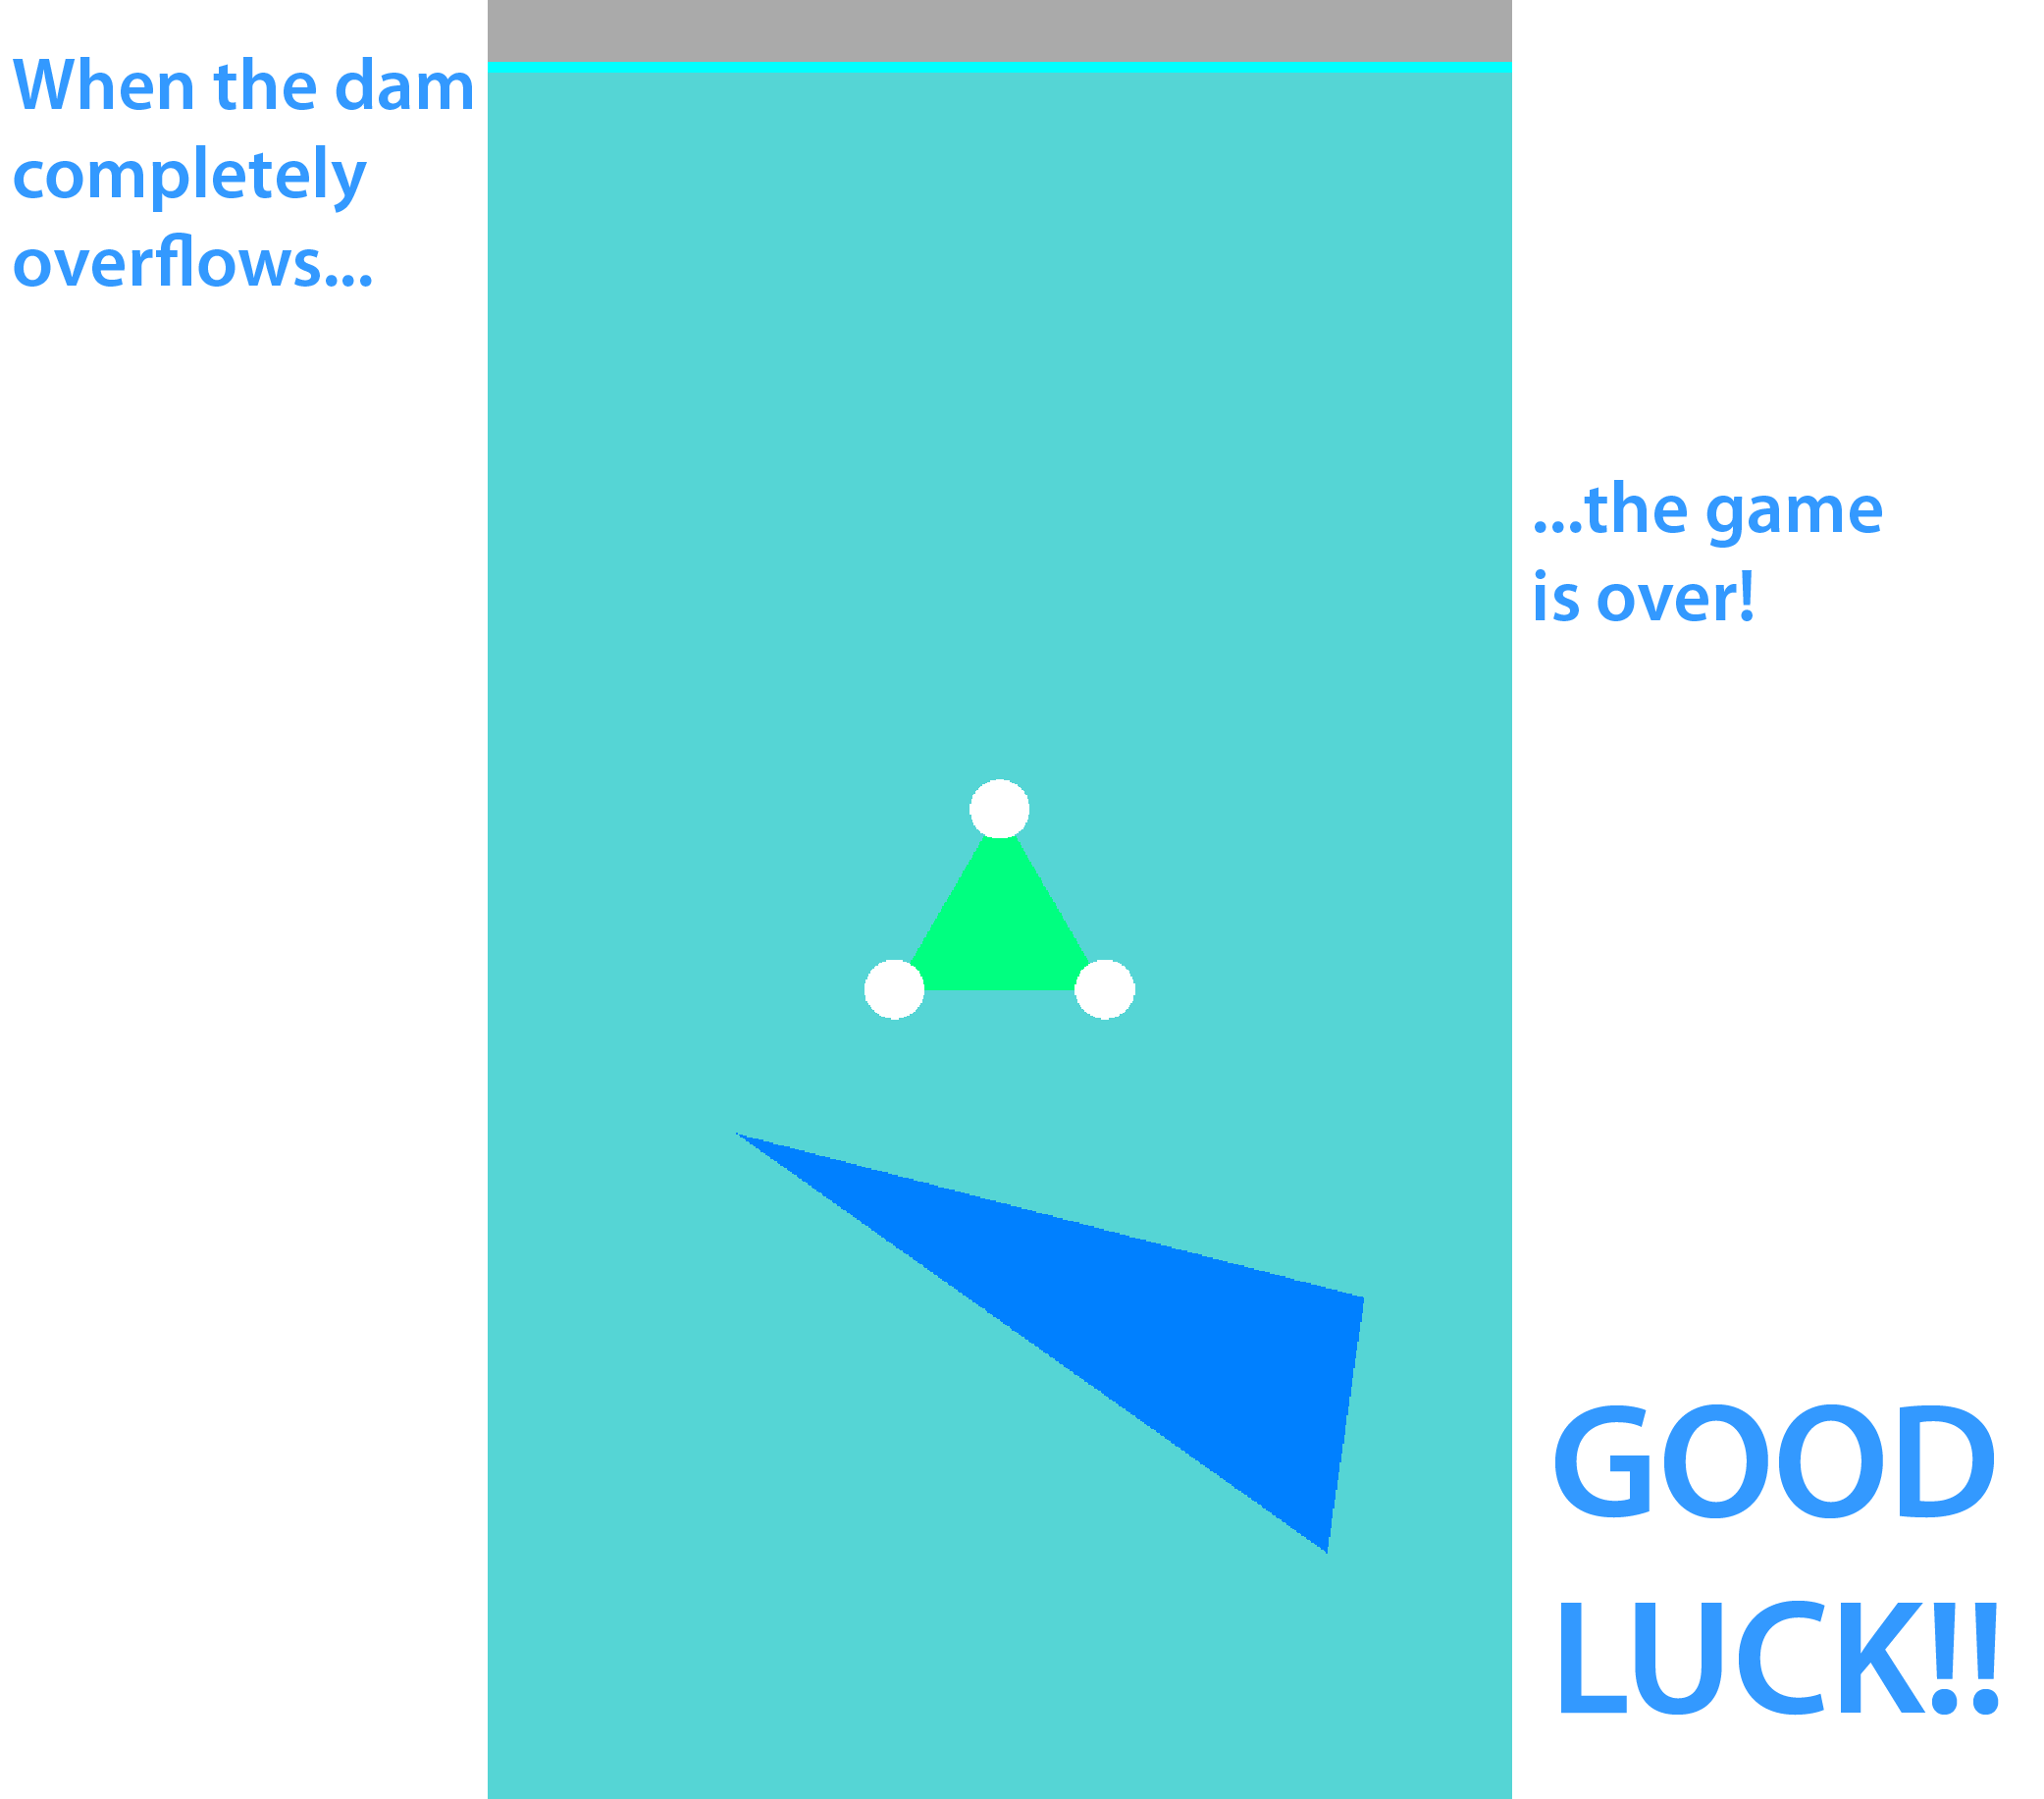 When the dam
completely
overflows...
...the game
is over!
GOOD
LUCK!!